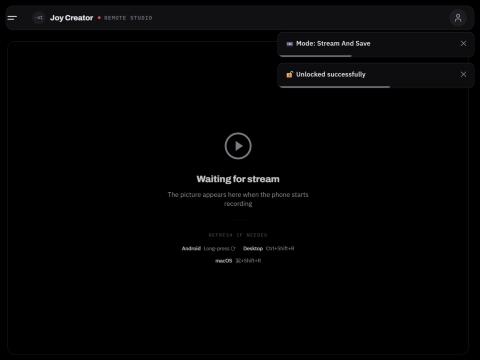 Joy Creator
REMOTE STUDIO
Mode: Stream And Save
Unlocked successfully
Waiting for stream
The picture appears here when the phone starts
recording
REFRESH IF NEEDED
Android Long-press Desktop Ctrl+Shift+R
macOS ⌘+Shift+R